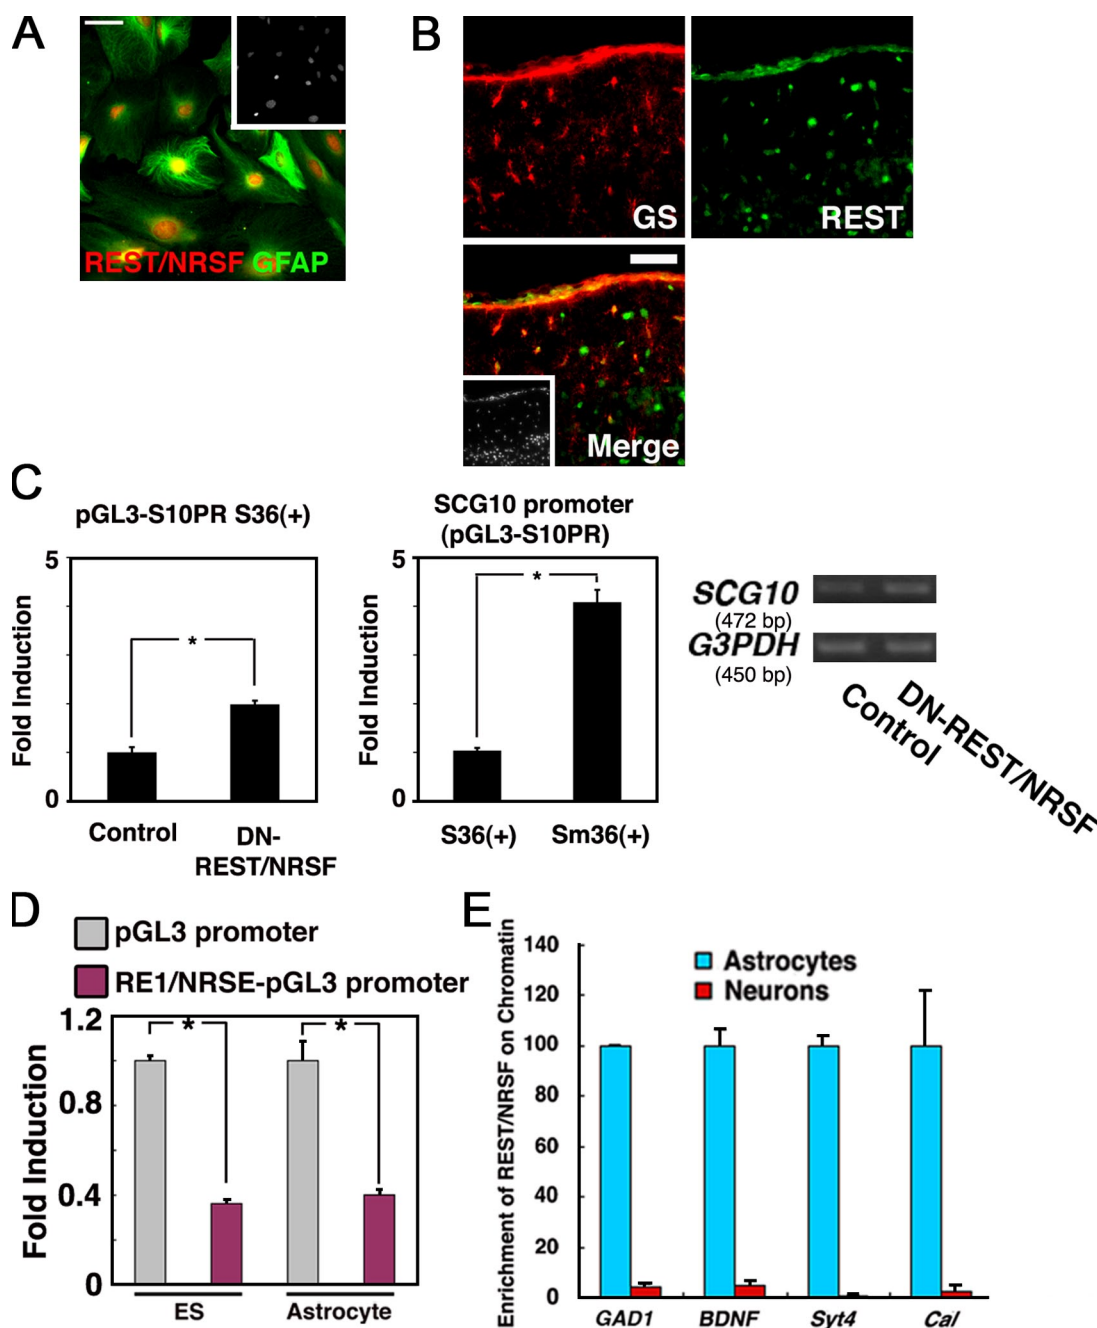 A
REST/NRSF GFAP
B
GS
REST
Merge
C
pGL3-S10PR S36(+)
Fold Induction
5
0
*
Control
DN-
REST/NRSF
SCG10 promoter
(pGL3-S10PR)
Fold Induction
5
0
*
S36(+)
Sm36(+)
SCG10
(472 bp)
G3PDH
(450 bp)
Control
DN-REST/NRSF
D
pGL3 promoter
RE1/NRSE-pGL3 promoter
Fold Induction
1.2
0.8
0.4
0
*
*
ES
Astrocyte
E
Enrichment of REST/NRSF on Chromatin
140
120
100
80
60
40
20
0
Astrocytes
Neurons
GAD1
BDNF
Syt4
Cal